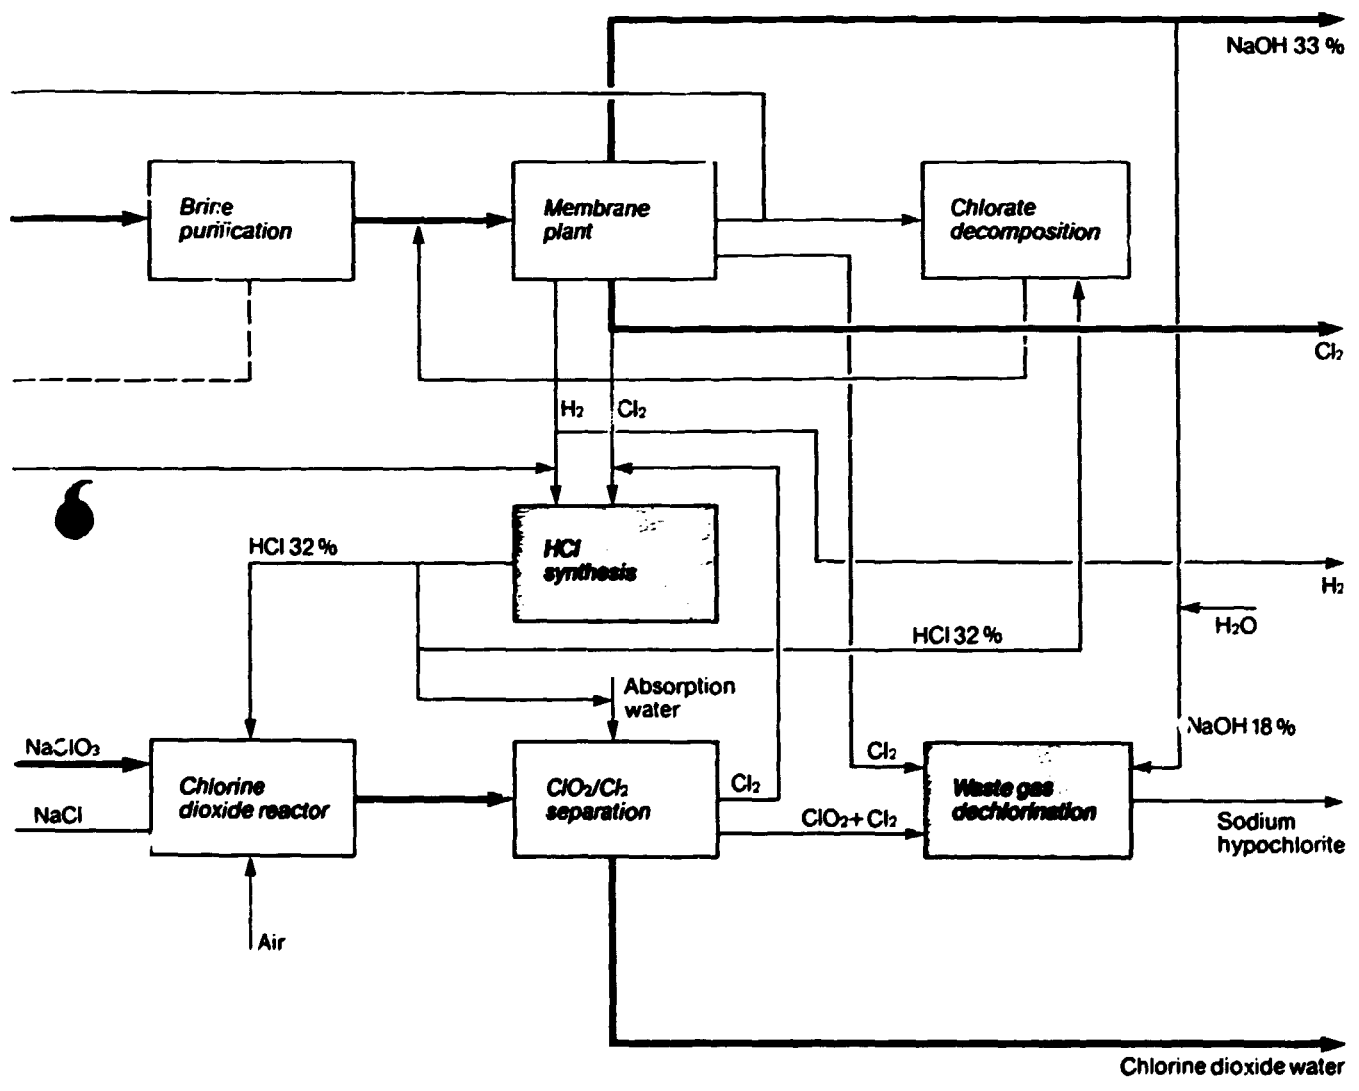 NaOH 33 %
Brine
purification
Membrane
plant
Chlorate
decomposition
Cl₂
H₂
Cl₂
HCl 32 %
HCl
synthesis
H₂
H₂O
HCl 32 %
Absorption
water
NaOH 18 %
NaClO₃
Chlorine
dioxide reactor
ClO₂/Cl₂
separation
Cl₂
Cl₂
Waste gas
dechlorination
NaCl
ClO₂+ Cl₂
Sodium
hypochlorite
Air
Chlorine dioxide water